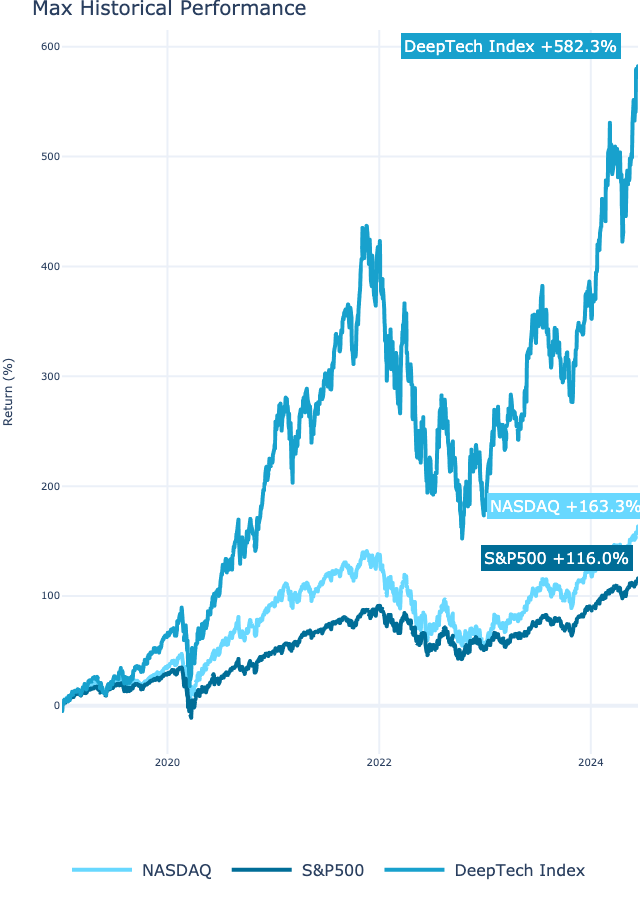 Max Historical Performance
600
DeepTech Index +582.3%
500
400
300
Return (%)
200
NASDAQ +163.3%
S&P500 +116.0%
100
0
2020
2022
2024
NASDAQ
S&P500
DeepTech Index